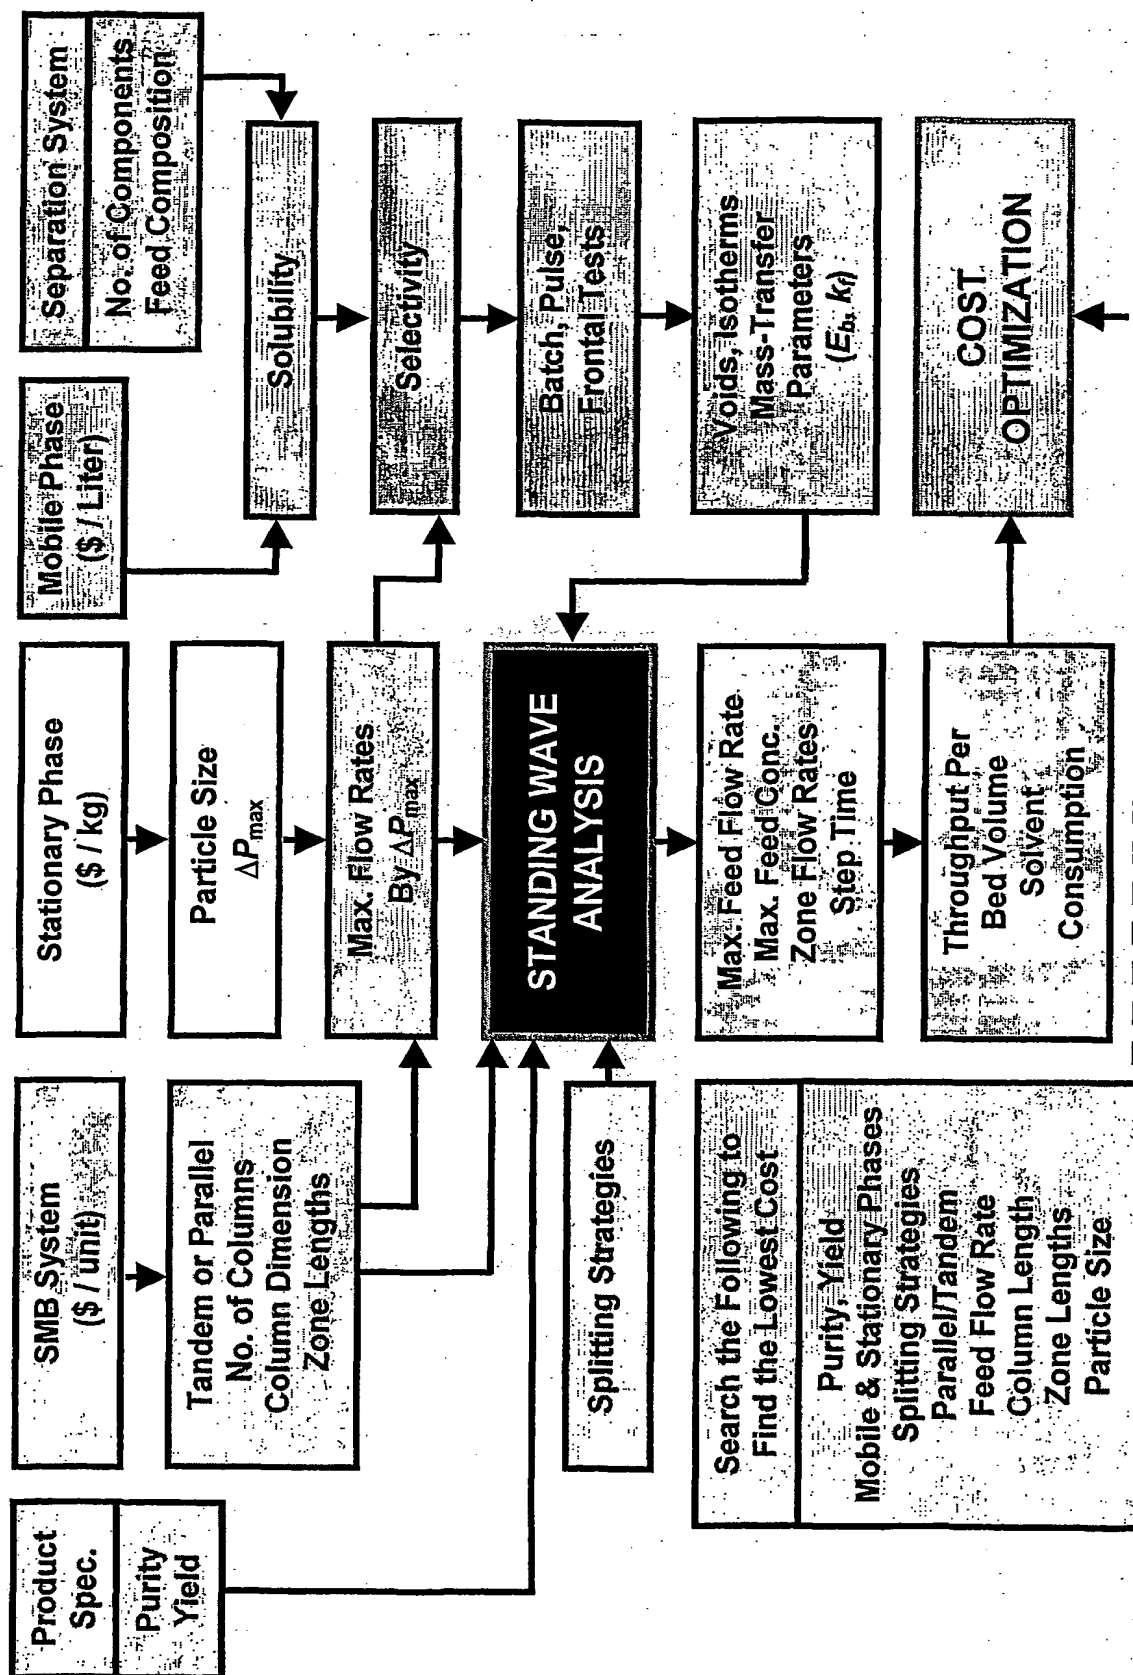 Product
Spec.
Purity
Yield
SMB System
($ / unit)
Tandem or Parallel
No. of Columns
Column Dimension
Zone Lengths
Stationary Phase
($ / kg)
Particle Size
ΔPmax
Max. Flow Rates
By ΔPmax
Mobile Phase
($ / Liter)
Separation System
No. of Components
Feed Composition
Solubility
Selectivity
Batch, Pulse,
Frontal Tests
Voids, Isotherms
Mass-Transfer
Parameters
(Eb, kf)
Splitting Strategies
STANDING WAVE
ANALYSIS
Max. Feed Flow Rate
Max. Feed Conc.
Zone Flow Rates
Step Time
Throughput Per
Bed Volume
Solvent
Consumption
COST
OPTIMIZATION
Search the Following to
Find the Lowest Cost
Purity, Yield
Mobile & Stationary Phases
Splitting Strategies
Parallel/Tandem
Feed Flow Rate
Column Length
Zone Lengths
Particle Size